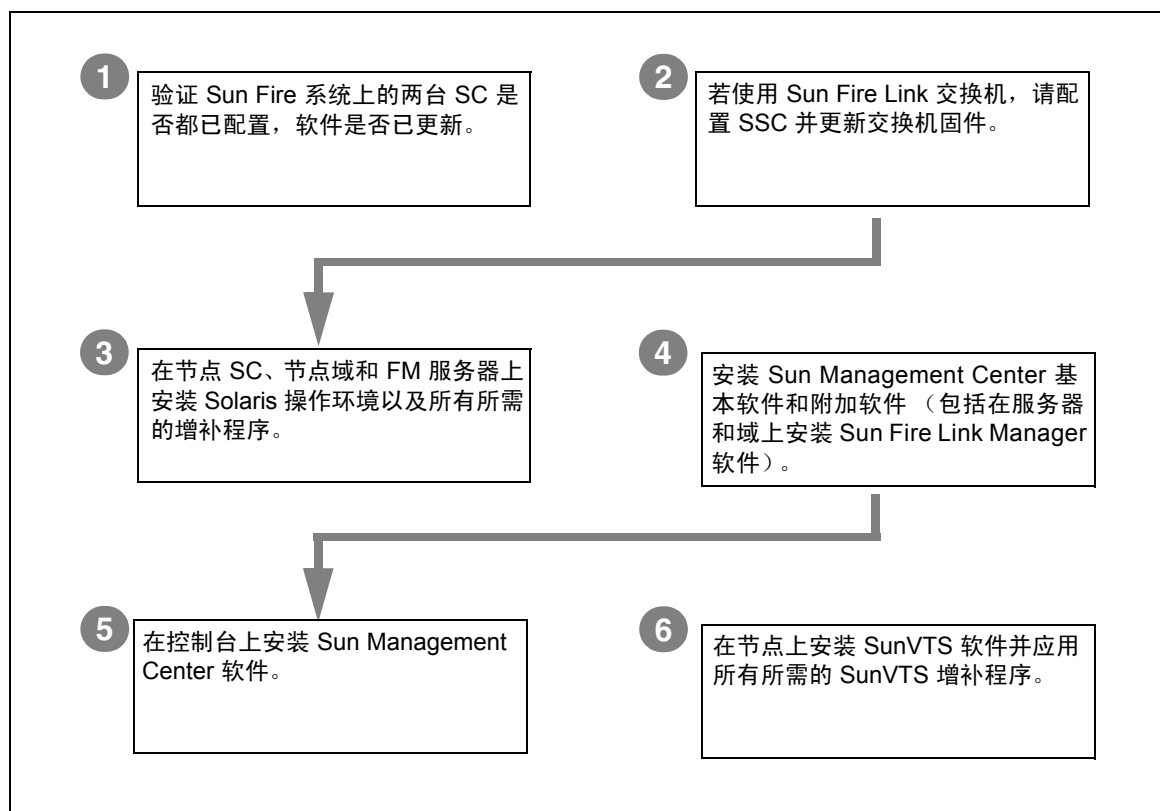 1
验证 Sun Fire 系统上的两台 SC 是
否都已配置，软件是否已更新。
2
若使用 Sun Fire Link 交换机，请配
置 SSC 并更新交换机固件。
3
在节点 SC、节点域和 FM 服务器上
安装 Solaris 操作环境以及所有所需
的增补程序。
4
安装 Sun Management Center 基
本软件和附加软件 （包括在服务器
和域上安装 Sun Fire Link Manager
软件）。
5
在控制台上安装 Sun Management
Center 软件。
6
在节点上安装 SunVTS 软件并应用
所有所需的 SunVTS 增补程序。